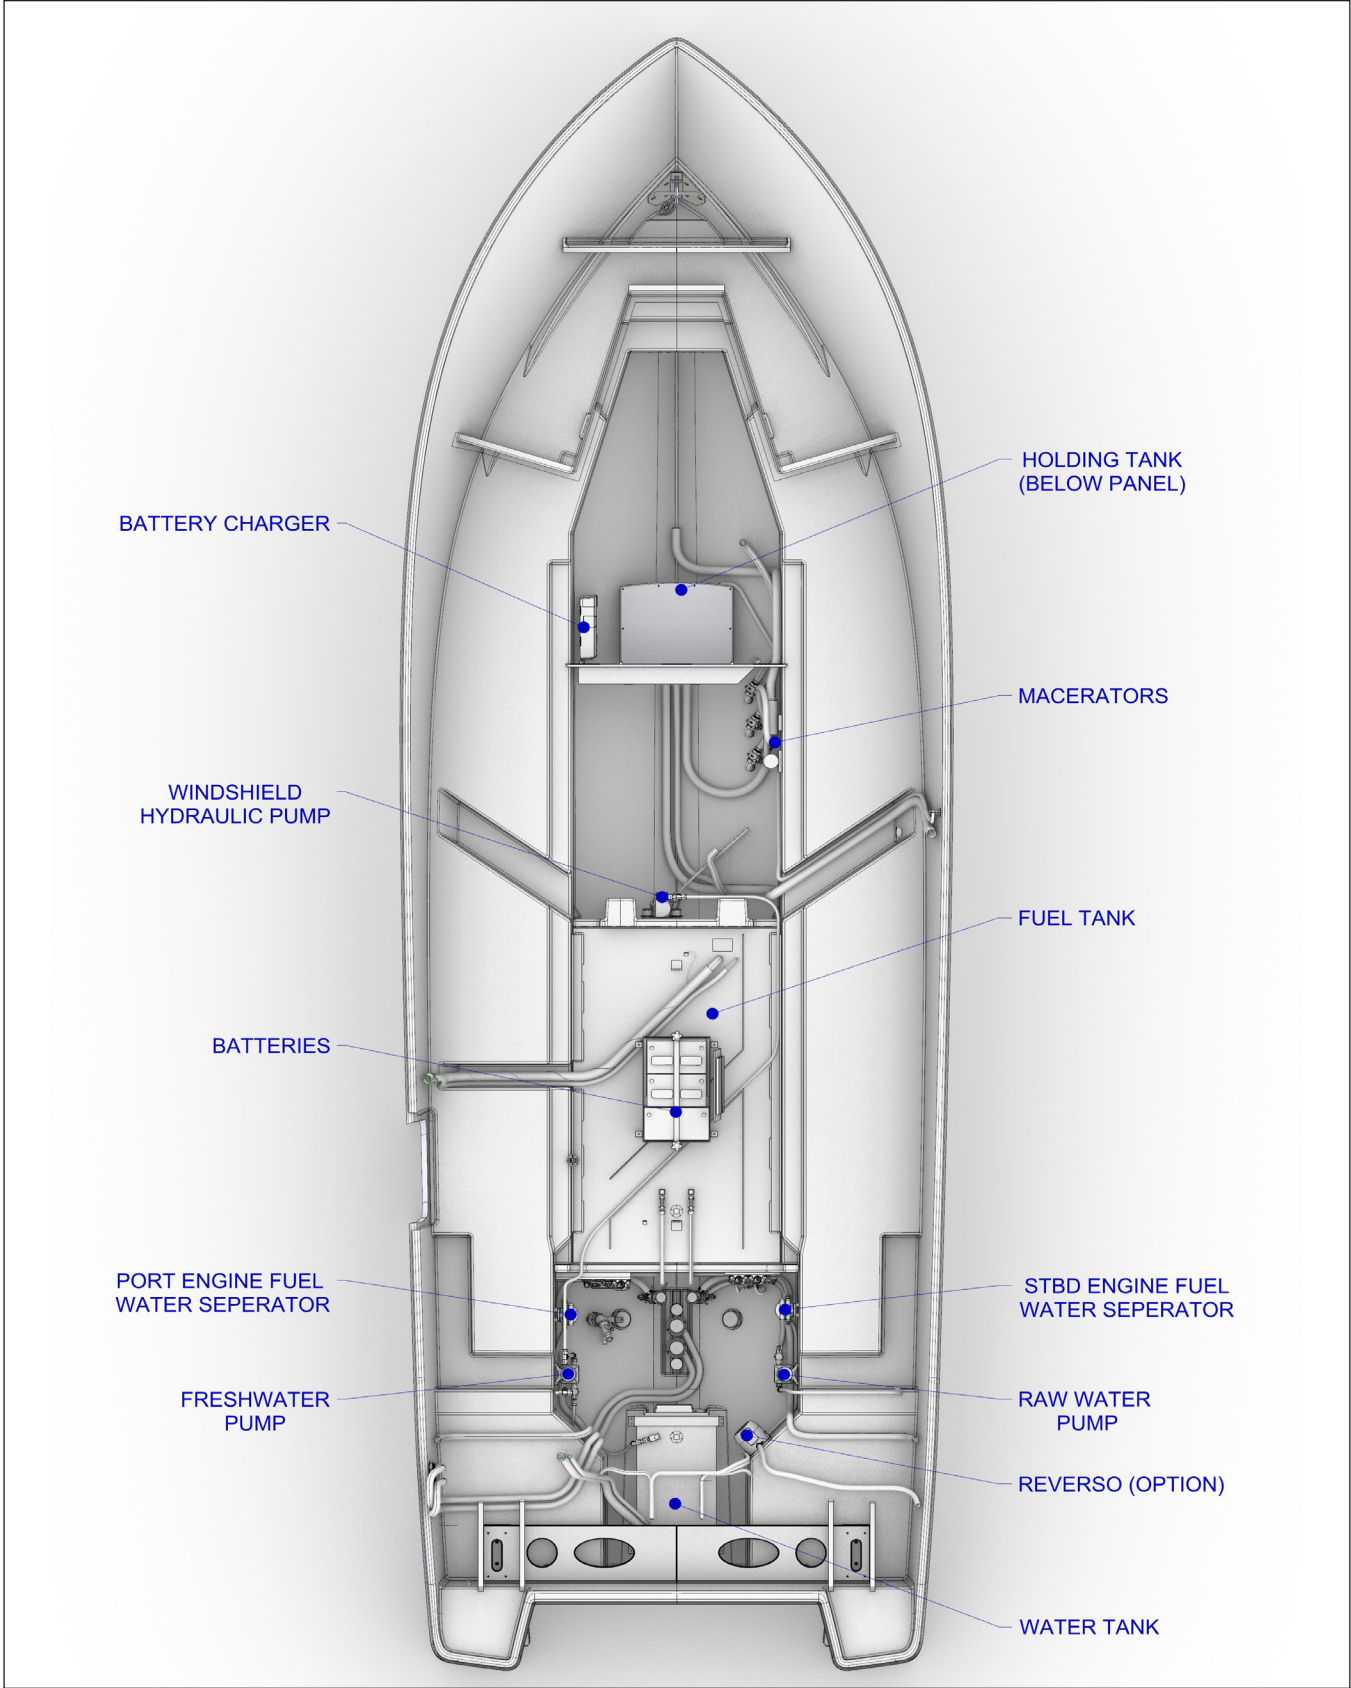 HOLDING TANK
(BELOW PANEL)
BATTERY CHARGER
MACERATORS
WINDSHIELD
HYDRAULIC PUMP
FUEL TANK
BATTERIES
PORT ENGINE FUEL
WATER SEPERATOR
STBD ENGINE FUEL
WATER SEPERATOR
FRESHWATER
PUMP
RAW WATER
PUMP
REVERSO (OPTION)
WATER TANK